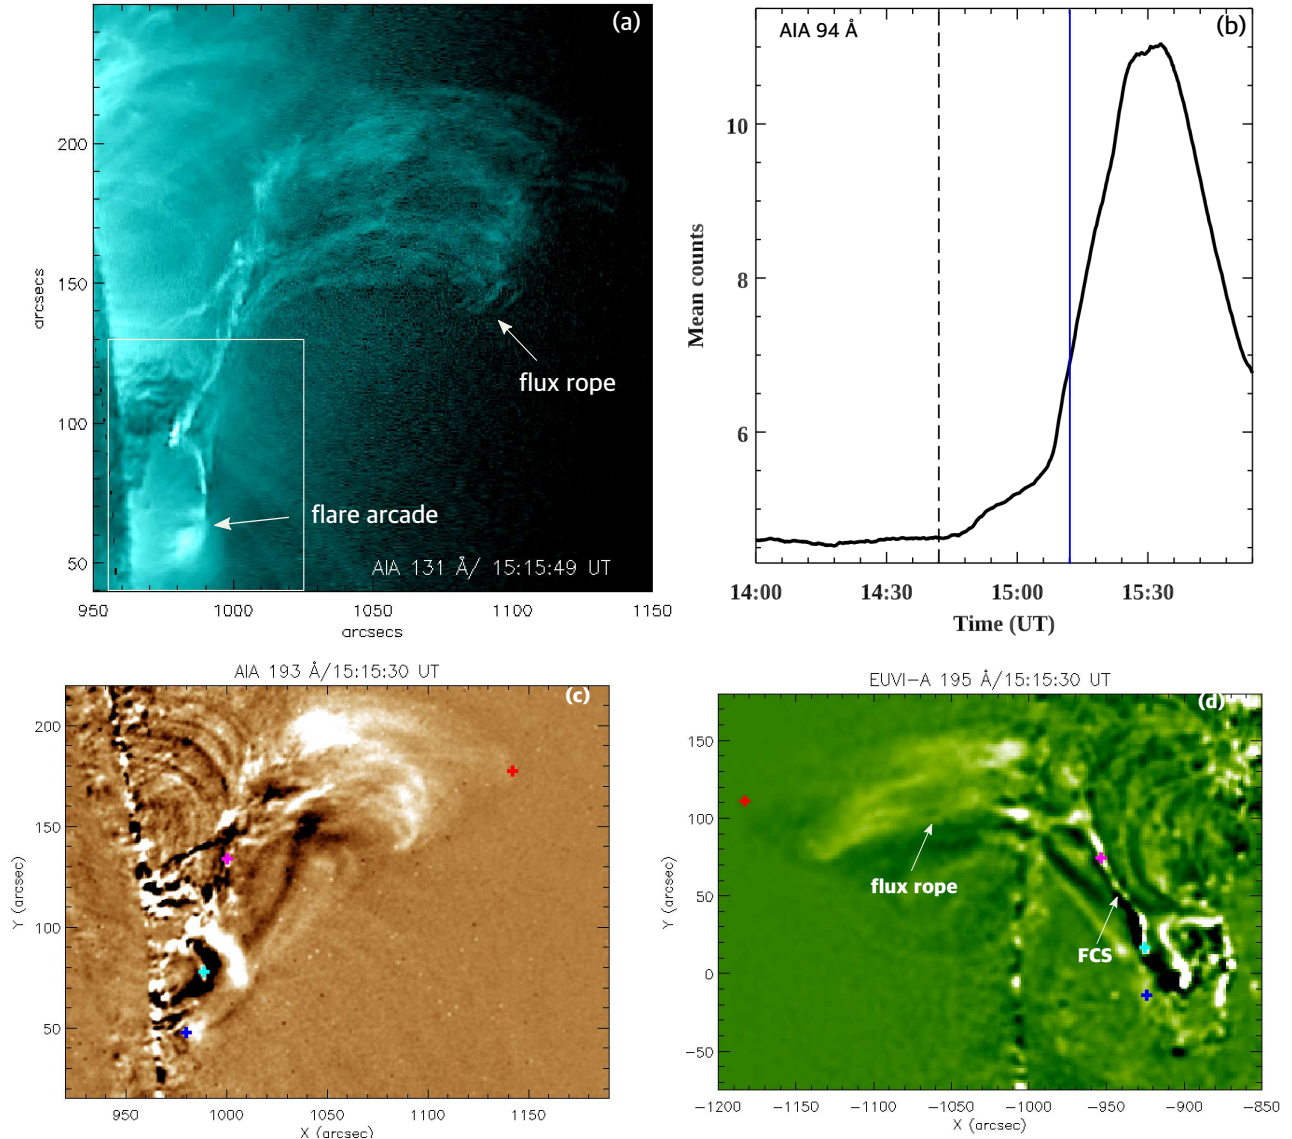 (a)
200
150
100
50
arcsecs
flux rope
flare arcade
AIA 131 Å/ 15:15:49 UT
950 1000 1050 1100 1150
arcsecs
AIA 94 Å
(b)
10
8
6
Mean counts
14:00 14:30 15:00 15:30
Time (UT)
AIA 193 Å/15:15:30 UT
(c)
200
150
100
50
Y (arcsec)
950 1000 1050 1100 1150
X (arcsec)
EUVI-A 195 Å/15:15:30 UT
(d)
150
100
50
0
-50
Y (arcsec)
flux rope
FCS
-1200 -1150 -1100 -1050 -1000 -950 -900 -850
X (arcsec)